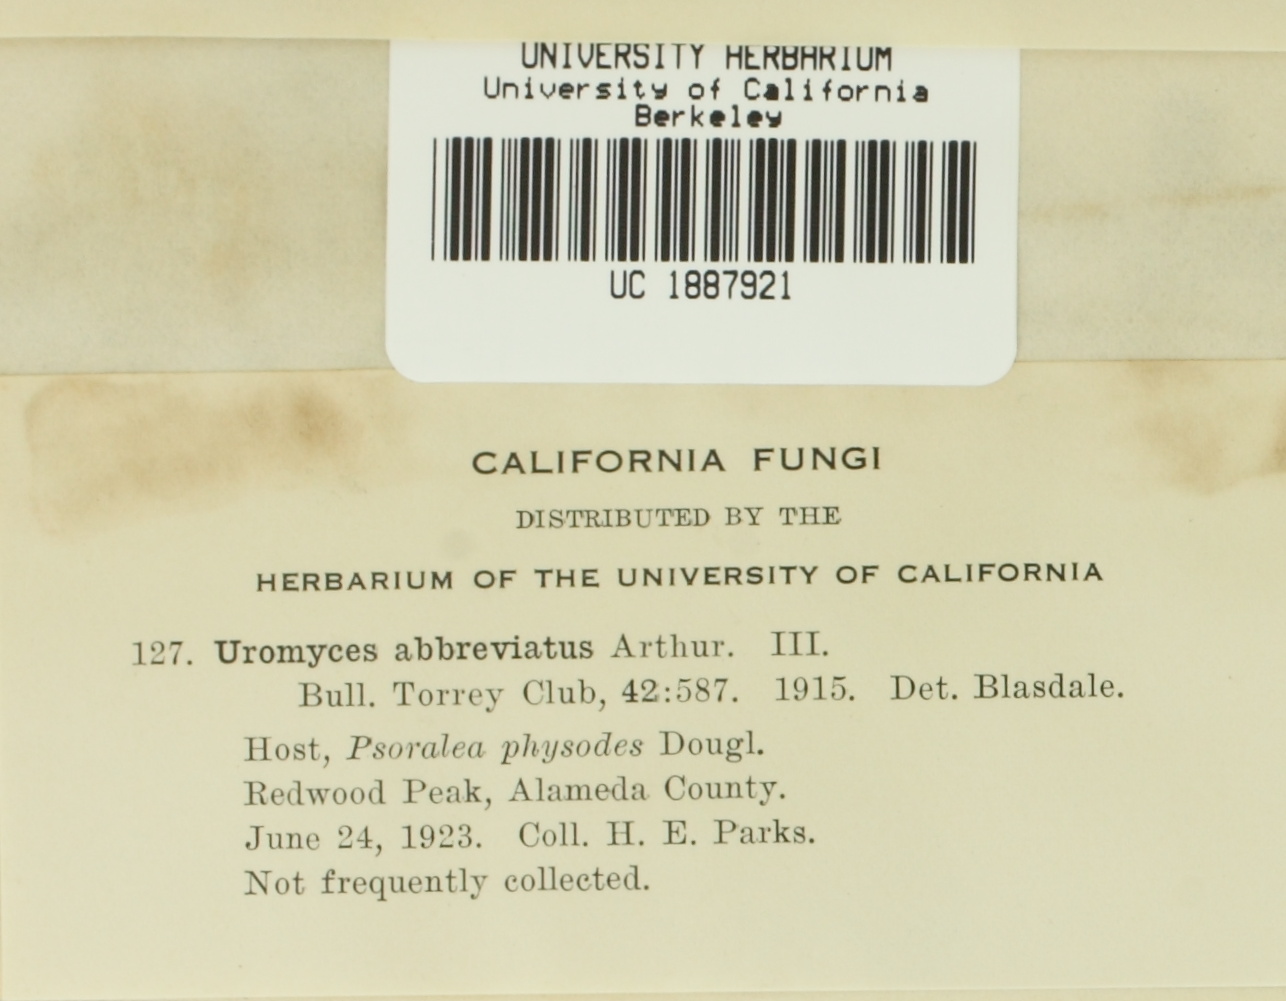 UNIVERSITY HERBARIUM
University of California
Berkeley
UC 1887921
CALIFORNIA FUNGI
DISTRIBUTED BY THE
HERBARIUM OF THE UNIVERSITY OF CALIFORNIA
127. Uromyces abbreviatus Arthur. III.
Bull. Torrey Club, 42:587. 1915. Det. Blasdale.
Host, Psoralea physodes Dougl.
Redwood Peak, Alameda County.
June 24, 1923. Coll. H. E. Parks.
Not frequently collected.